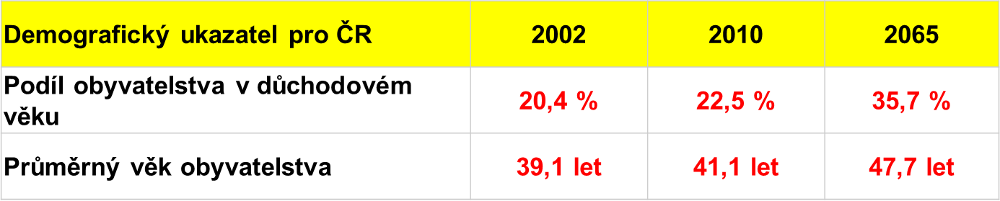 Demografický ukazatel pro ČR 2002 2010 2065
Podíl obyvatelstva v důchodovém
věku 20,4 % 22,5 % 35,7 %
Průměrný věk obyvatelstva 39,1 let 41,1 let 47,7 let